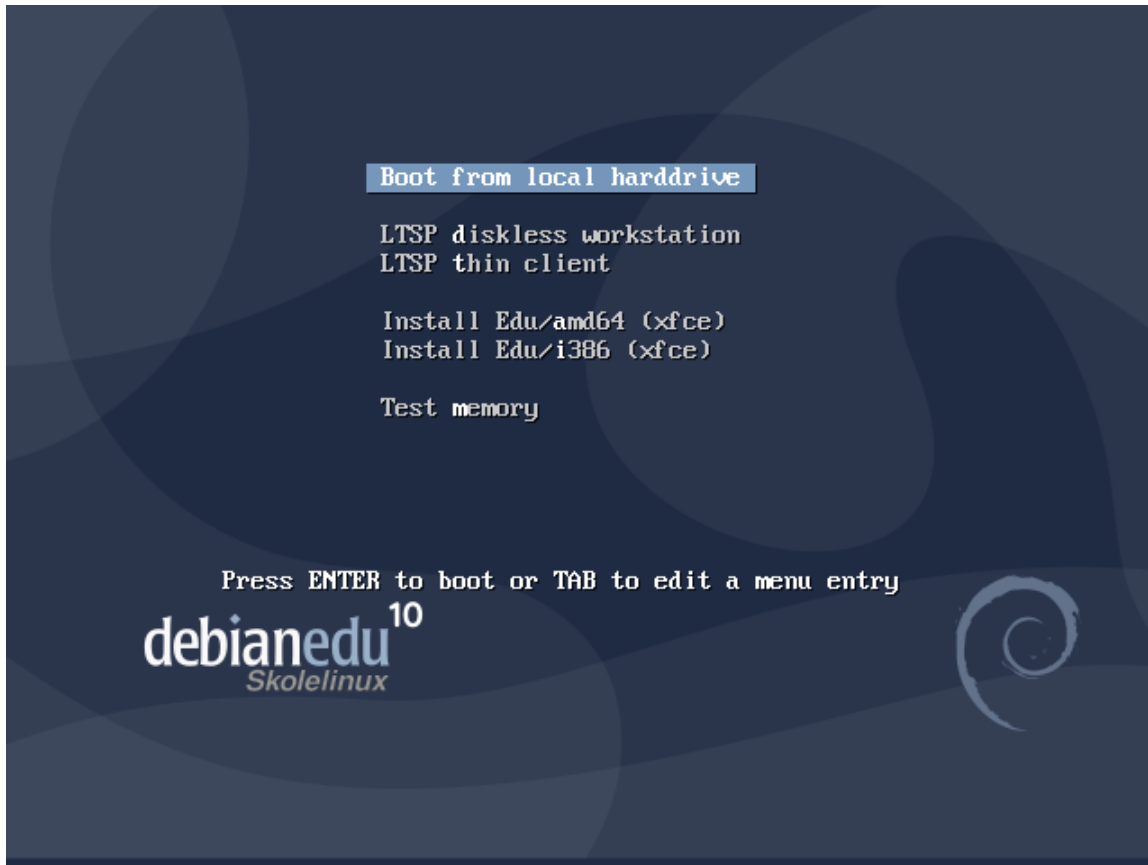 Boot from local harddrive
LTSP diskless workstation
LTSP thin client
Install Edu/amd64 (xfce)
Install Edu/i386 (xfce)
Test memory
Press ENTER to boot or TAB to edit a menu entry
debianedu 10
Skolelinux